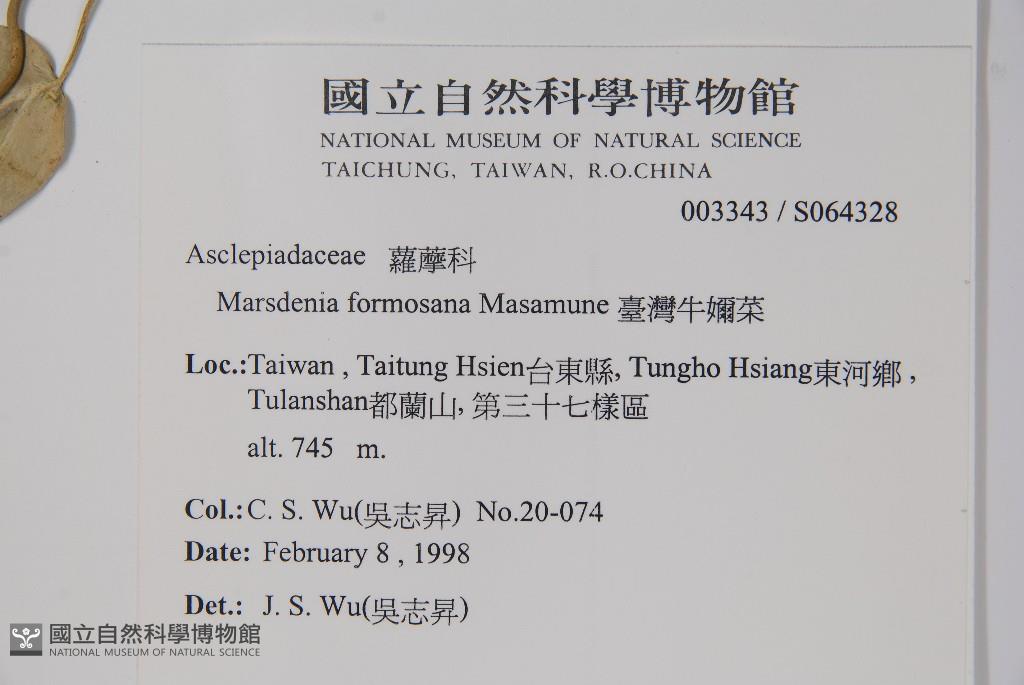 國立自然科學博物館
NATIONAL MUSEUM OF NATURAL SCIENCE
TAICHUNG, TAIWAN, R.O.CHINA
003343 / S064328
Asclepiadaceae 蘿藦科
Marsdenia formosana Masamune 臺灣牛嬭菜
Loc.:Taiwan , Taitung Hsien台東縣, Tungho Hsiang東河鄉 ,
Tulanshan都蘭山, 第三十七樣區
alt. 745 m.
Col.: C. S. Wu(吳志昇) No.20-074
Date: February 8 , 1998
Det.: J. S. Wu(吳志昇)
國立自然科學博物館
NATIONAL MUSEUM OF NATURAL SCIENCE